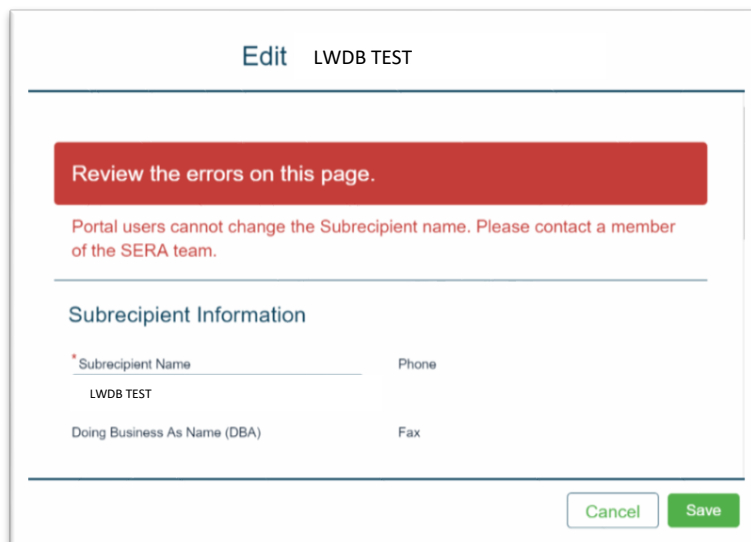 Edit LWDB TEST
Review the errors on this page.
Portal users cannot change the Subrecipient name. Please contact a member
of the SERA team.
Subrecipient Information
*Subrecipient Name Phone
LWDB TEST
Doing Business As Name (DBA) Fax
Cancel Save